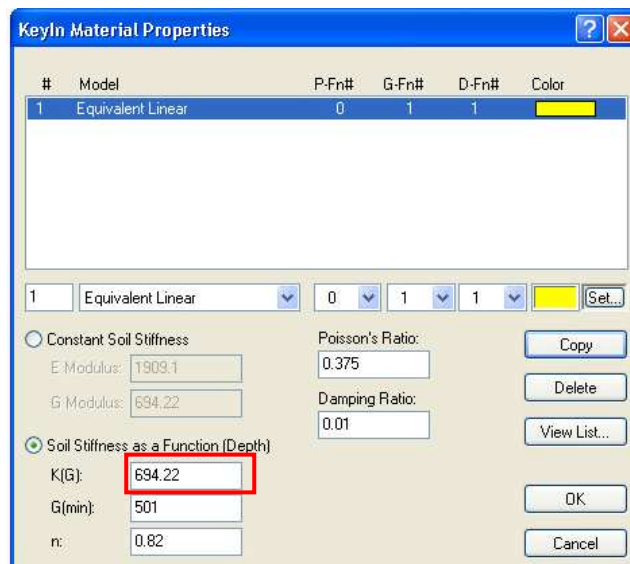 KeyIn Material Properties
# Model P-Fn# G-Fn# D-Fn# Color
1 Equivalent Linear 0 1 1
1 Equivalent Linear 0 1 1 Set...
Constant Soil Stiffness
E Modulus: 1909.1
G Modulus: 694.22
Soil Stiffness as a Function (Depth)
K(G): 694.22
G(min): 501
n: 0.82
Poisson's Ratio:
0.375
Damping Ratio:
0.01
Copy
Delete
View List...
OK
Cancel